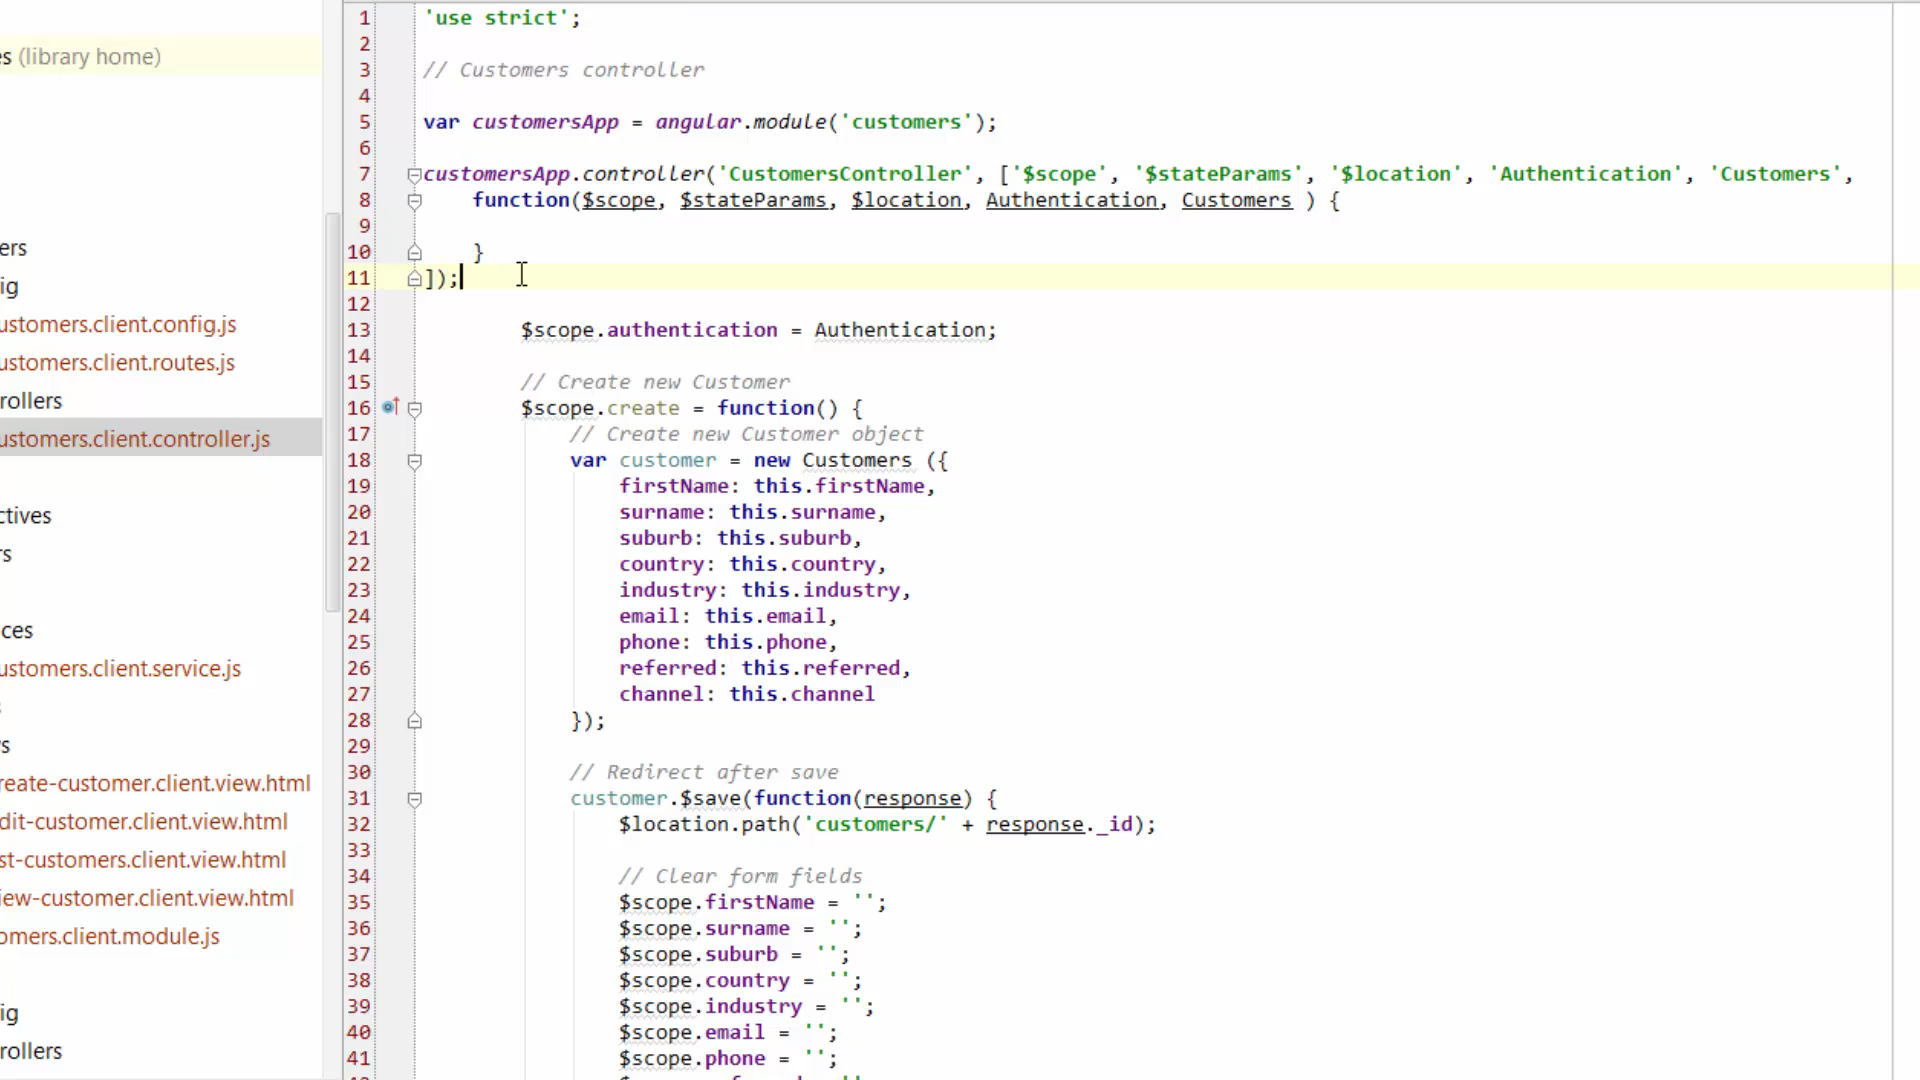 es (library home)
ers
ig
ustomers.client.config.js
ustomers.client.routes.js
rollers
ustomers.client.controller.js
ctives
rs
ces
ustomers.client.service.js
s
reate-customer.client.view.html
dit-customer.client.view.html
st-customers.client.view.html
iew-customer.client.view.html
omers.client.module.js
ig
rollers
1 'use strict';
2
3 // Customers controller
4
5 var customersApp = angular.module('customers');
6
7 customersApp.controller('CustomersController', ['$scope', '$stateParams', '$location', 'Authentication', 'Customers',
8 function($scope, $stateParams, $location, Authentication, Customers ) {
9
10 }
11 ]);
12
13 $scope.authentication = Authentication;
14
15 // Create new Customer
16 $scope.create = function() {
17 // Create new Customer object
18 var customer = new Customers ({
19 firstName: this.firstName,
20 surname: this.surname,
21 suburb: this.suburb,
22 country: this.country,
23 industry: this.industry,
24 email: this.email,
25 phone: this.phone,
26 referred: this.referred,
27 channel: this.channel
28 });
29
30 // Redirect after save
31 customer.$save(function(response) {
32 $location.path('customers/' + response._id);
33
34 // Clear form fields
35 $scope.firstName = '';
36 $scope.surname = '';
37 $scope.suburb = '';
38 $scope.country = '';
39 $scope.industry = '';
40 $scope.email = '';
41 $scope.phone = '';